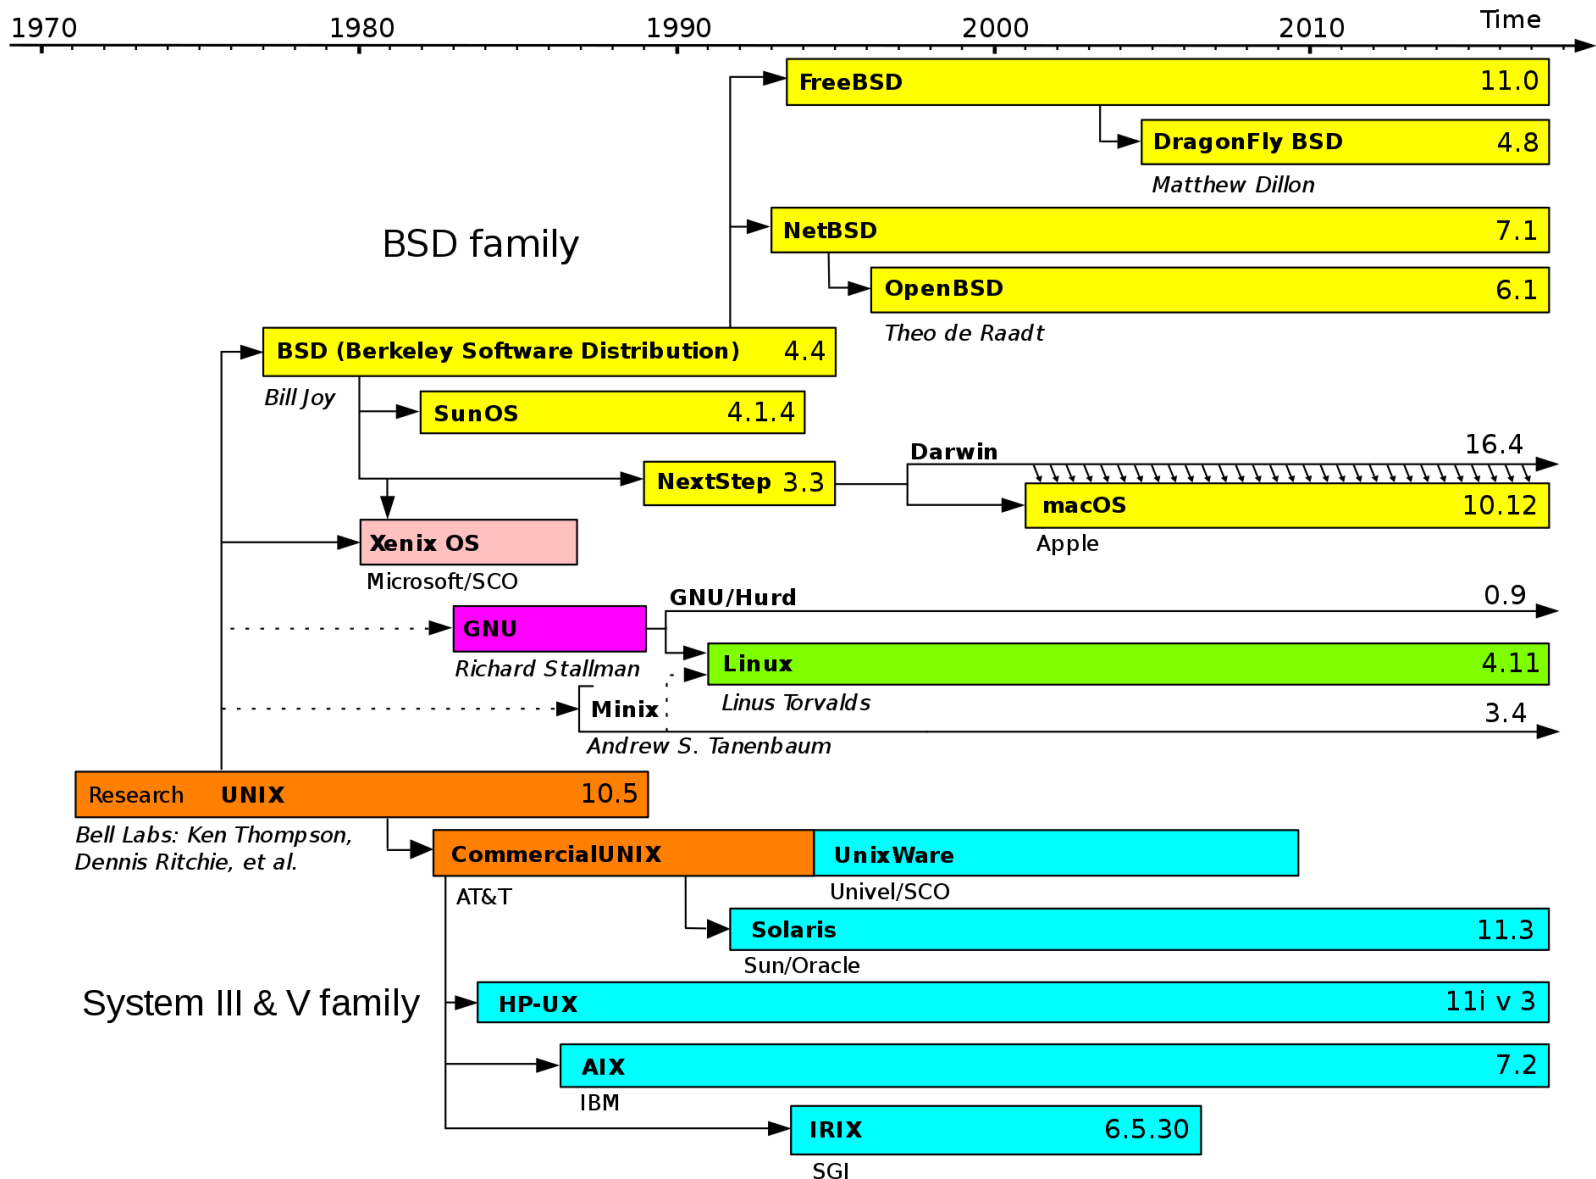 1970 1980 1990 2000 2010 Time
FreeBSD 11.0
DragonFly BSD 4.8
Matthew Dillon
NetBSD 7.1
BSD family
OpenBSD 6.1
Theo de Raadt
BSD (Berkeley Software Distribution) 4.4
Bill Joy
SunOS 4.1.4
Darwin 16.4
NextStep 3.3
macOS 10.12
Apple
Xenix OS
Microsoft/SCO
GNU/Hurd 0.9
GNU
Richard Stallman
Linux 4.11
Linus Torvalds
Minix 3.4
Andrew S. Tanenbaum
Research UNIX 10.5
Bell Labs: Ken Thompson,
Dennis Ritchie, et al.
CommercialUNIX UnixWare
AT&T
Univel/SCO
Solaris 11.3
Sun/Oracle
System III & V family
HP-UX 11i v 3
AIX 7.2
IBM
IRIX 6.5.30
SGI